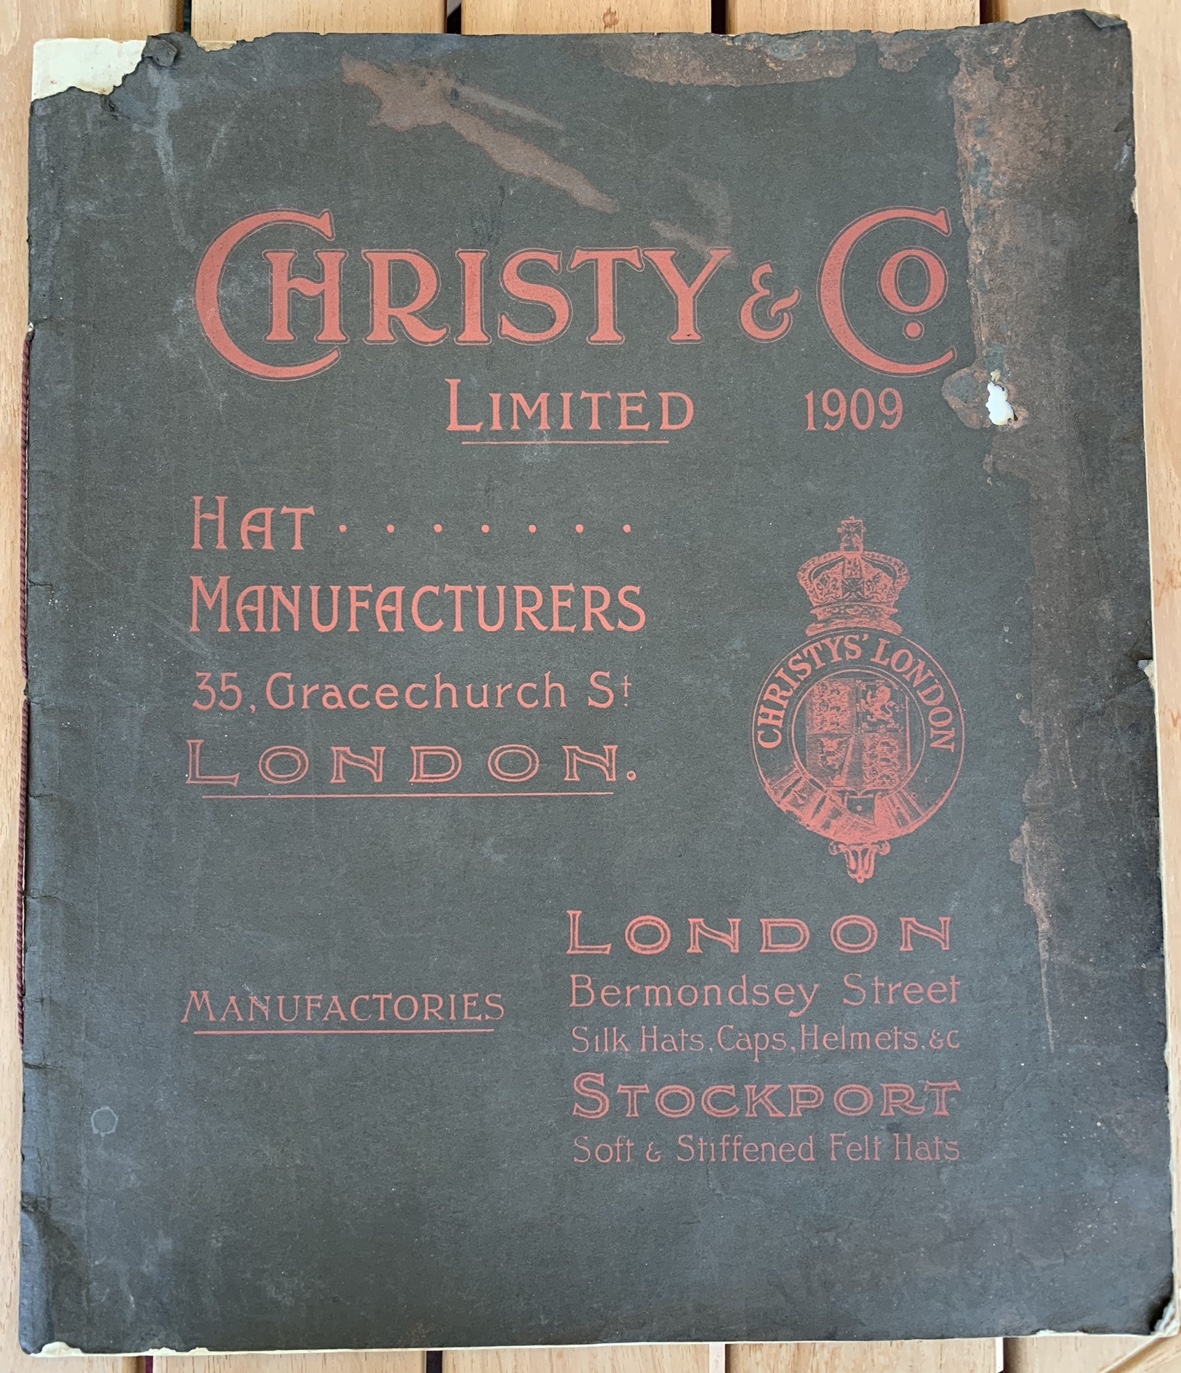 CHRISTY & Co.
LIMITED 1909
HAT . . . . . . .
MANUFACTURERS
35, Gracechurch St
LONDON.
CHRISTYS' LONDON
MANUFACTORIES
LONDON
Bermondsey Street
Silk Hats, Caps, Helmets, &c
STOCKPORT
Soft & Stiffened Felt Hats.